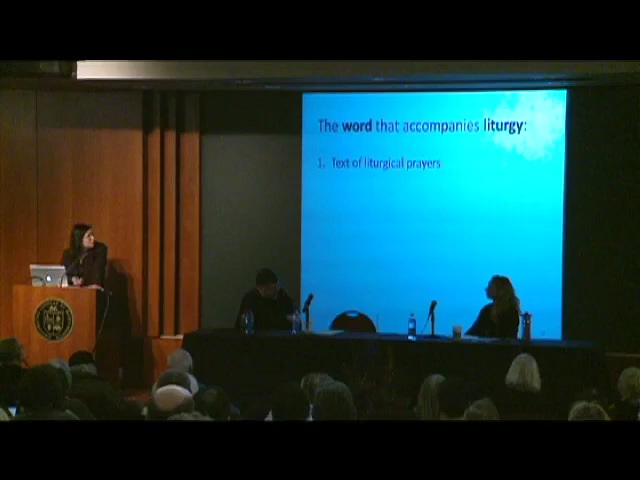 The word that accompanies liturgy:
1. Text of liturgical prayers